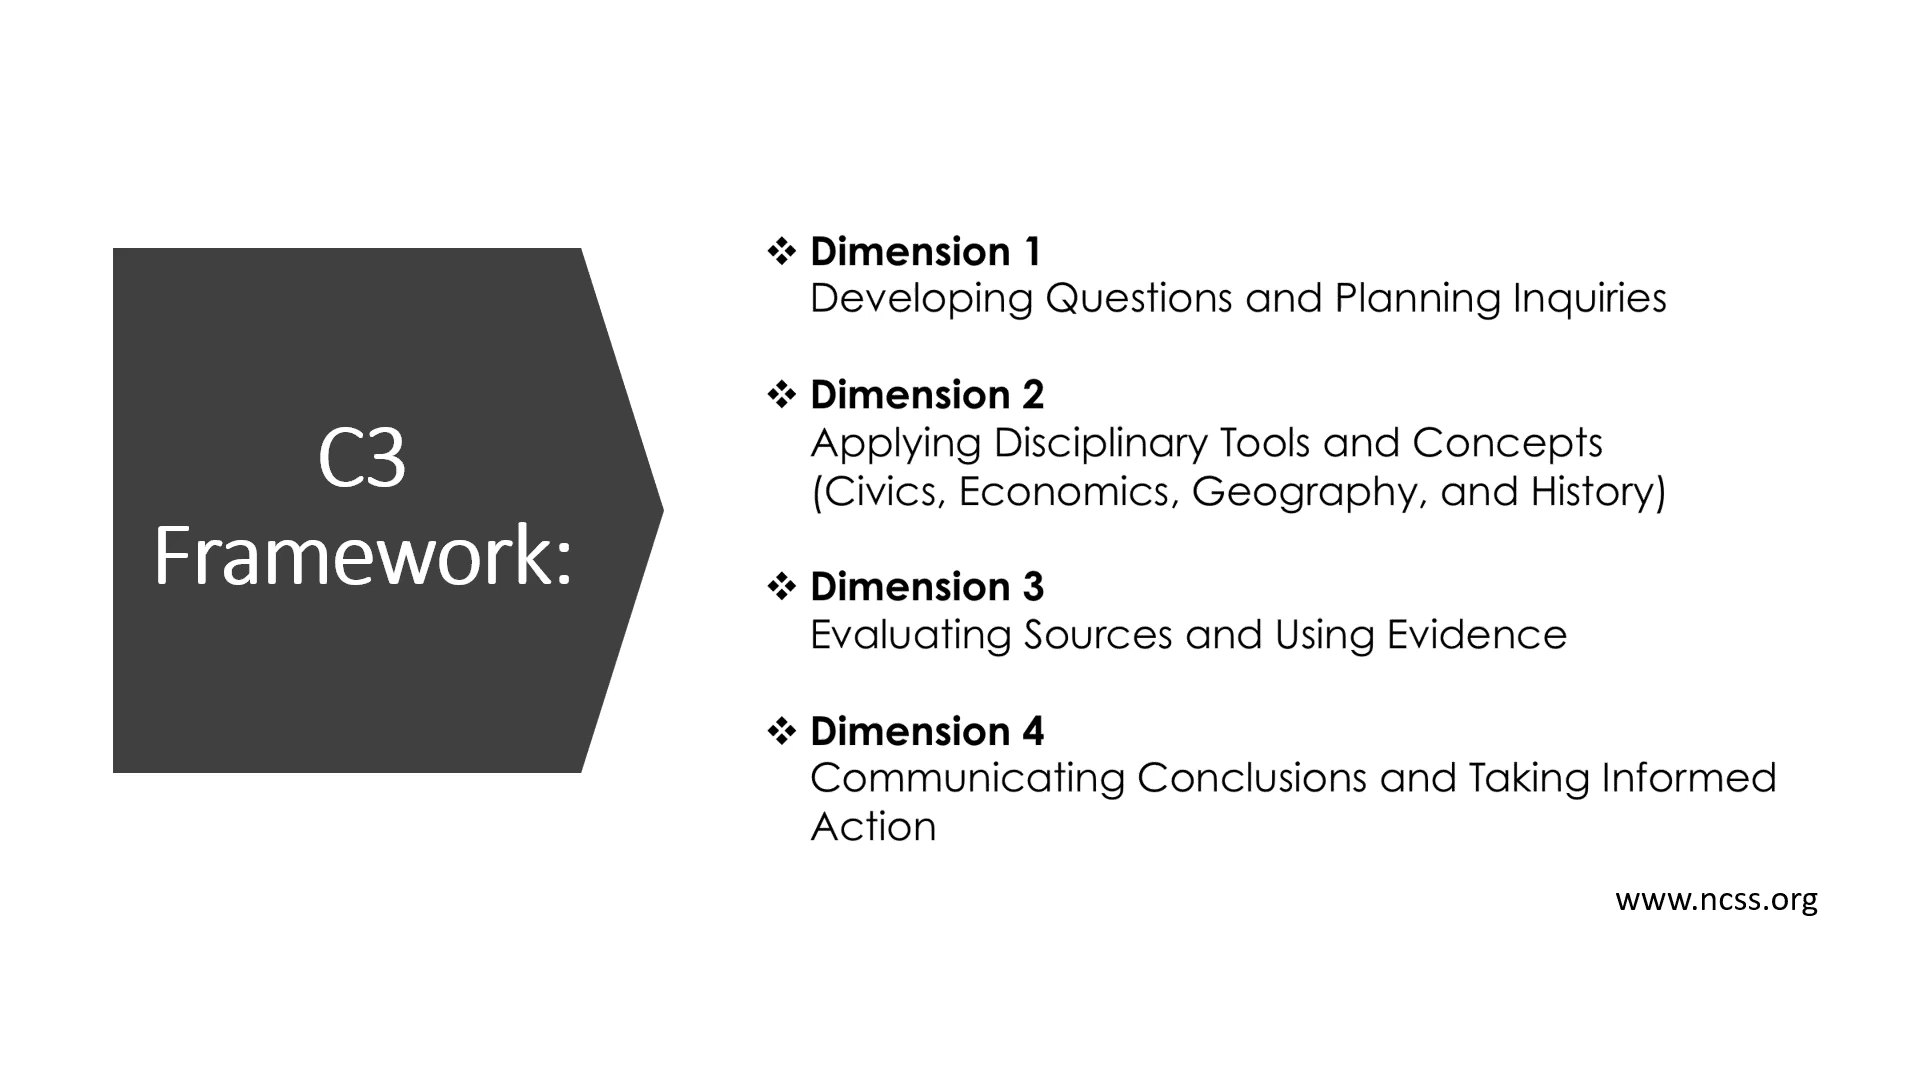 C3
Framework:
❖ Dimension 1
Developing Questions and Planning Inquiries
❖ Dimension 2
Applying Disciplinary Tools and Concepts
(Civics, Economics, Geography, and History)
❖ Dimension 3
Evaluating Sources and Using Evidence
❖ Dimension 4
Communicating Conclusions and Taking Informed
Action
www.ncss.org